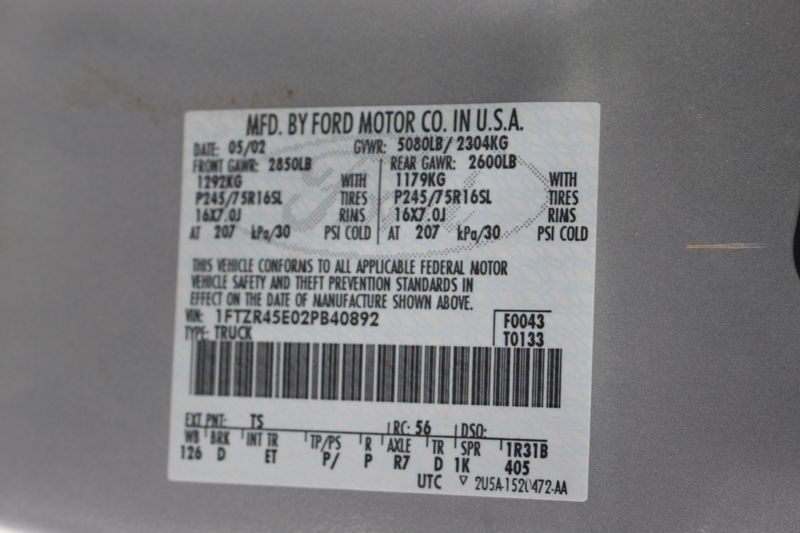 MFD. BY FORD MOTOR CO. IN U.S.A.
DATE: 05/02 GVWR: 5080LB/ 2304KG
FRONT GAWR: 2850LB REAR GAWR: 2600LB
1292KG WITH 1179KG WITH
P245/75R16SL TIRES P245/75R16SL TIRES
16X7.0J RIMS 16X7.0J RIMS
AT 207 kPa/30 PSI COLD AT 207 kPa/30 PSI COLD
THIS VEHICLE CONFORMS TO ALL APPLICABLE FEDERAL MOTOR
VEHICLE SAFETY AND THEFT PREVENTION STANDARDS IN
EFFECT ON THE DATE OF MANUFACTURE SHOWN ABOVE.
VIN: 1FTZR45E02PB40892 F0043
TYPE: TRUCK T0133
EXT PNT: TS RC: 56 DSO:
WB BRK INT TR TP/PS R AXLE TR SPR 1R31B
126 D ET P/ P R7 D 1K 405
UTC ▽ 2U5A-1520472-AA